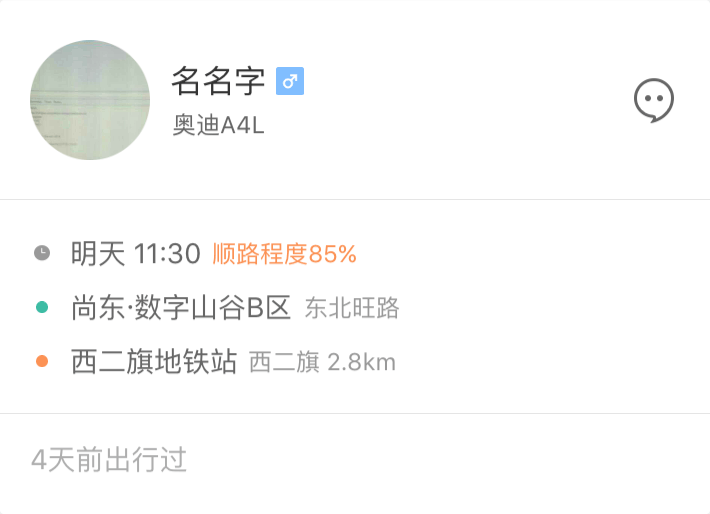 名名字
奥迪A4L
明天 11:30 顺路程度85%
尚东·数字山谷B区 东北旺路
西二旗地铁站 西二旗 2.8km
4天前出行过